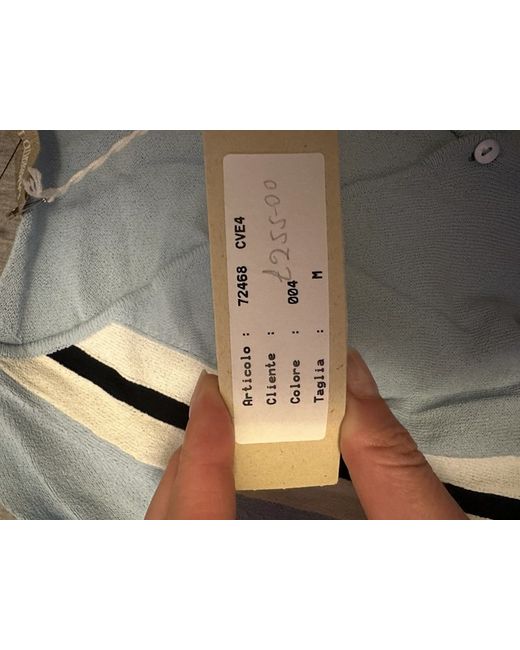 Articolo : 72468 CVE4
Cliente :
£255-00
Colore : 004
Taglia : M